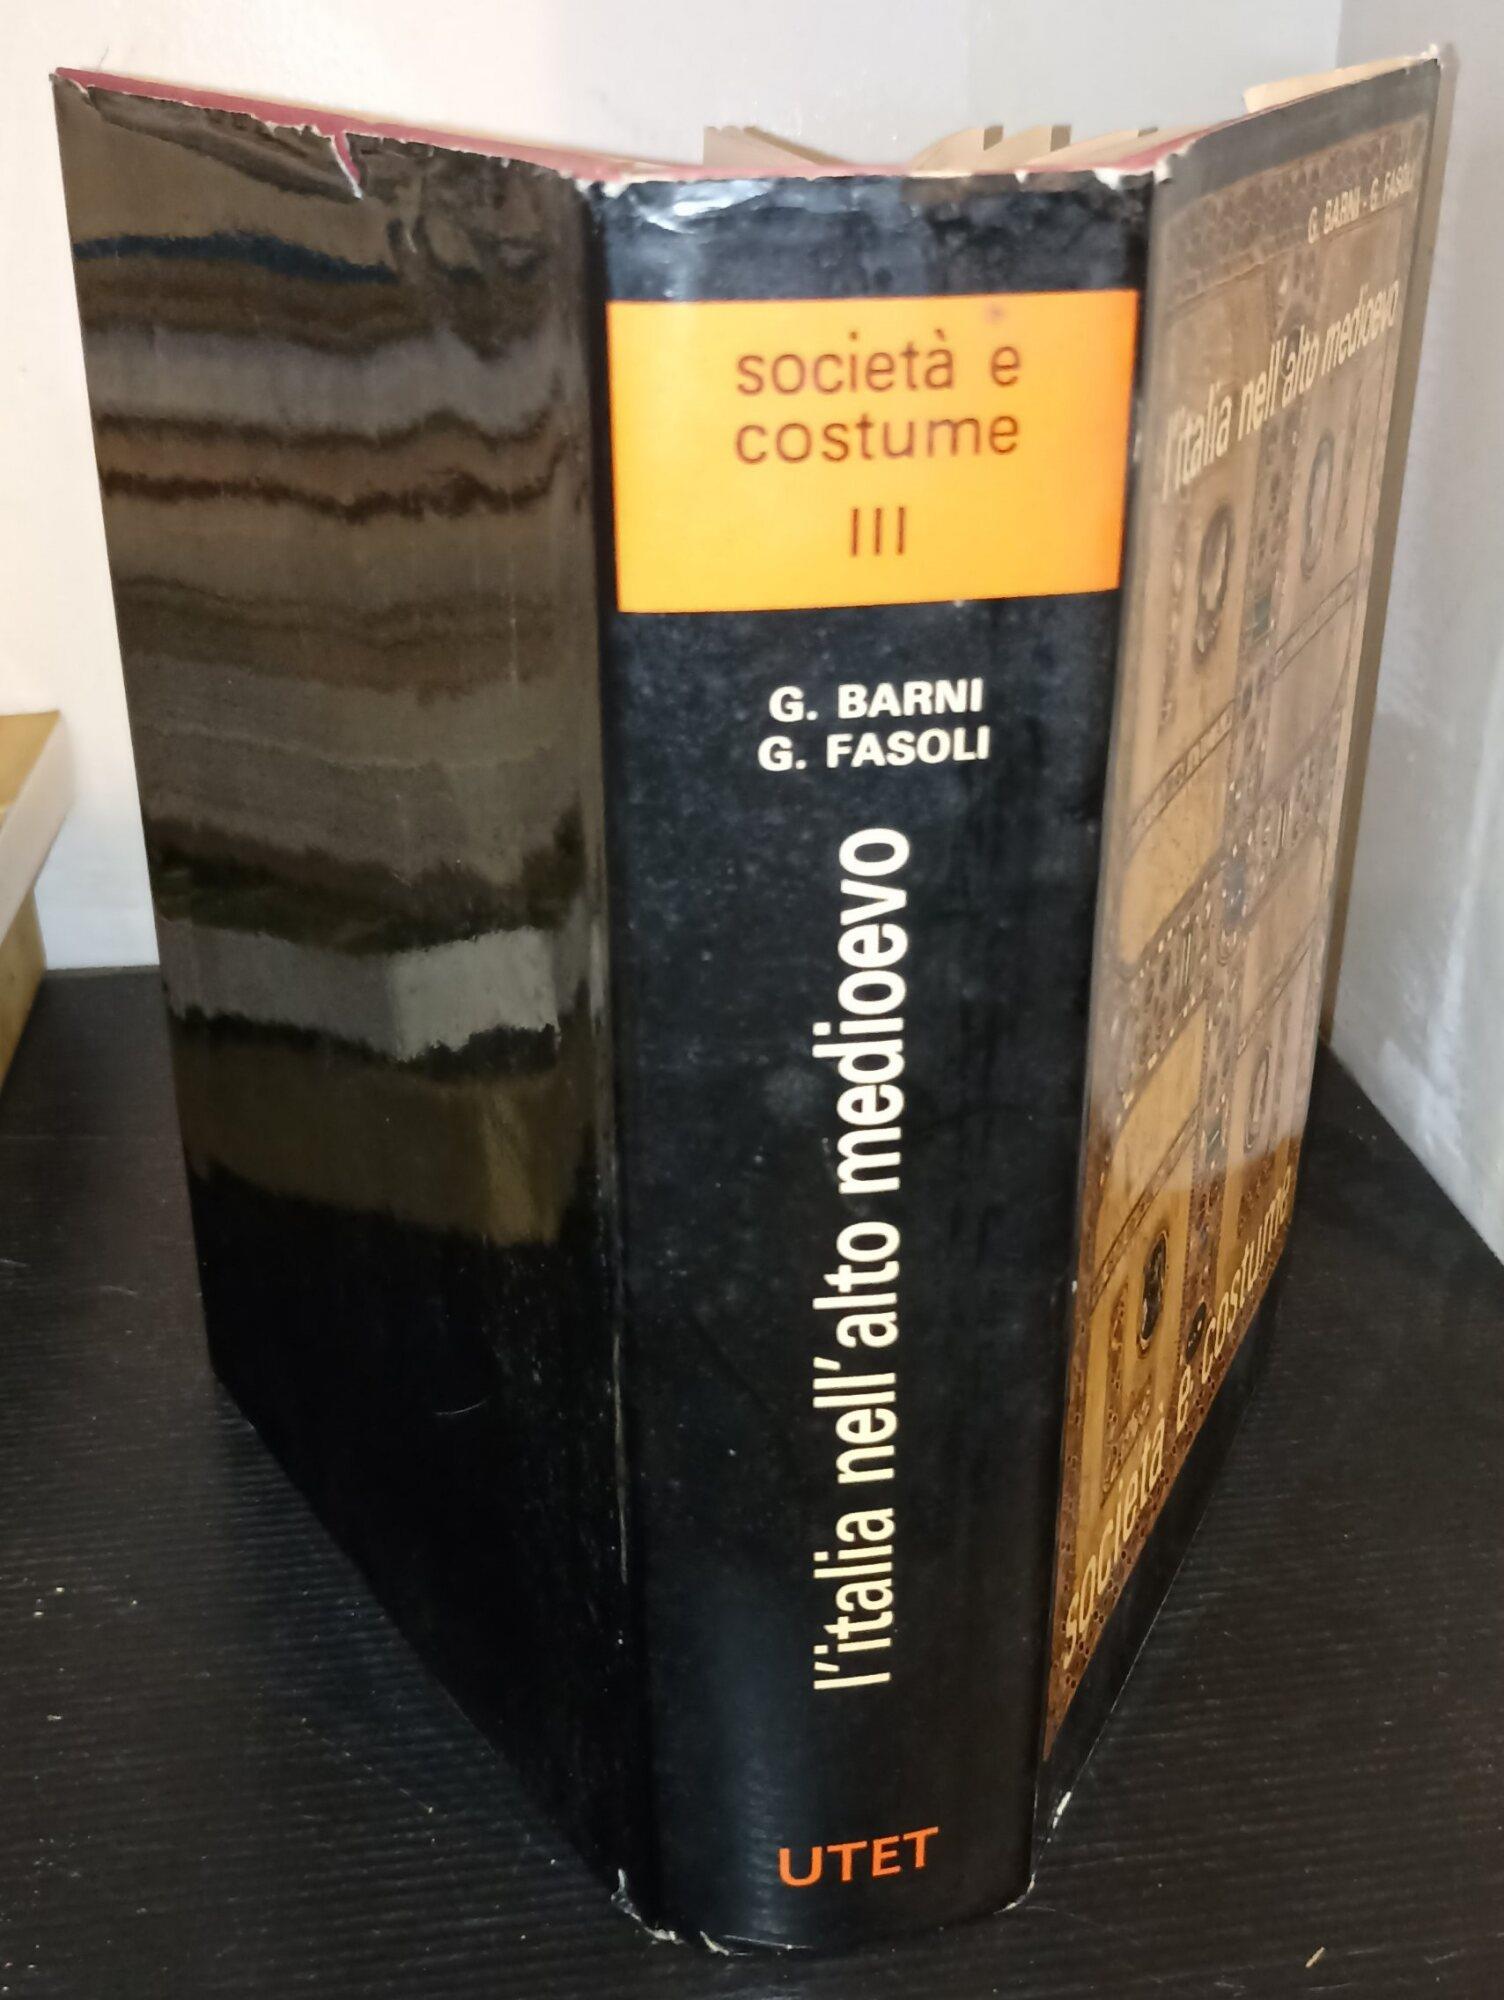 società e
costume
III
G. BARNI
G. FASOLI
l'italia nell'alto medioevo
UTET
G. BARNI - G. FASOLI
l'italia nell'alto medioevo
società e costume